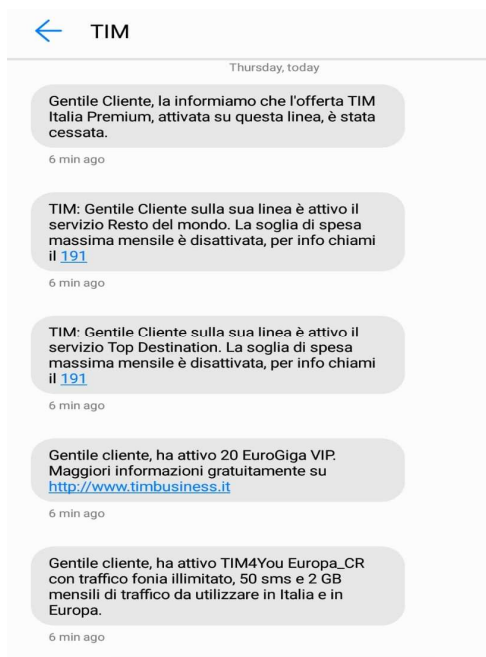 TIM
Thursday, today
Gentile Cliente, la informiamo che l'offerta TIM
Italia Premium, attivata su questa linea, è stata
cessata.
6 min ago
TIM: Gentile Cliente sulla sua linea è attivo il
servizio Resto del mondo. La soglia di spesa
massima mensile è disattivata, per info chiami
il 191
6 min ago
TIM: Gentile Cliente sulla sua linea è attivo il
servizio Top Destination. La soglia di spesa
massima mensile è disattivata, per info chiami
il 191
6 min ago
Gentile cliente, ha attivo 20 EuroGiga VIP.
Maggiori informazioni gratuitamente su
http://www.timbusiness.it
6 min ago
Gentile cliente, ha attivo TIM4You Europa_CR
con traffico fonia illimitato, 50 sms e 2 GB
mensili di traffico da utilizzare in Italia e in
Europa.
6 min ago